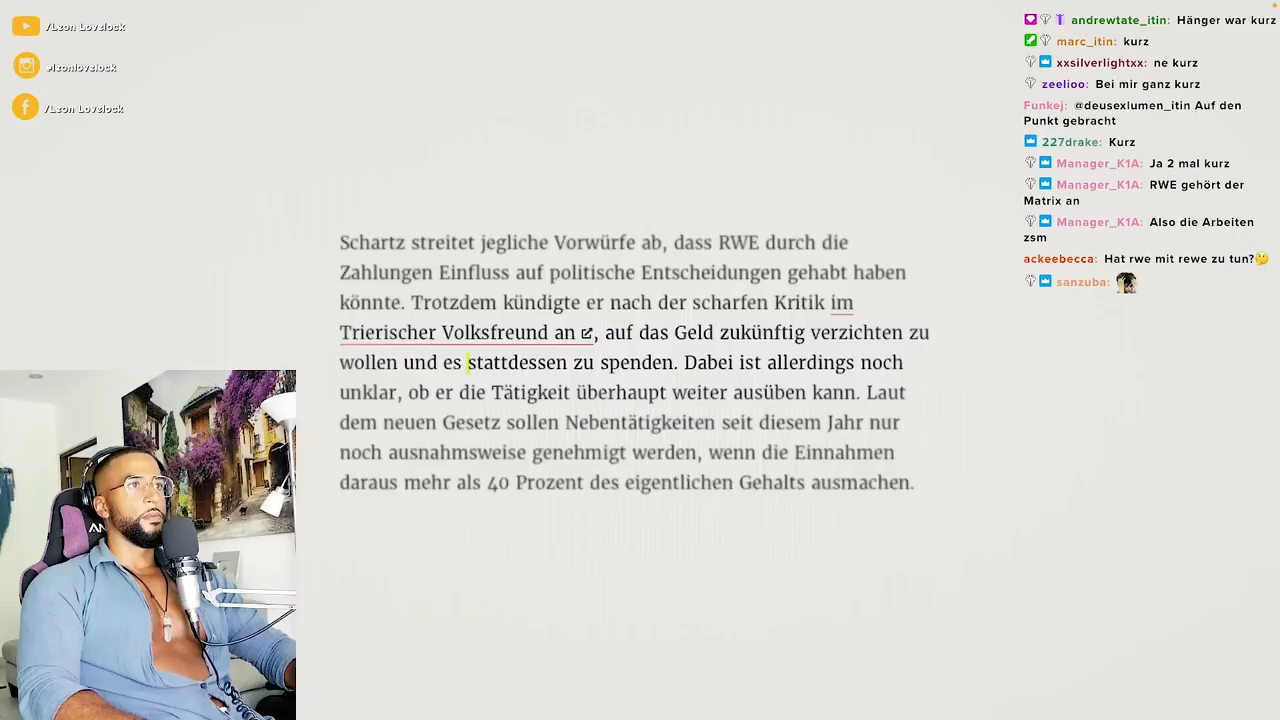 /Leon Lovelock
@leonlovelock
/Leon Lovelock
Schartz streitet jegliche Vorwürfe ab, dass RWE durch die
Zahlungen Einfluss auf politische Entscheidungen gehabt haben
könnte. Trotzdem kündigte er nach der scharfen Kritik im
Trierischer Volksfreund an, auf das Geld zukünftig verzichten zu
wollen und es stattdessen zu spenden. Dabei ist allerdings noch
unklar, ob er die Tätigkeit überhaupt weiter ausüben kann. Laut
dem neuen Gesetz sollen Nebentätigkeiten seit diesem Jahr nur
noch ausnahmsweise genehmigt werden, wenn die Einnahmen
daraus mehr als 40 Prozent des eigentlichen Gehalts ausmachen.
andrewtate_itin: Hänger war kurz
marc_itin: kurz
xxsilverlightxx: ne kurz
zeelioo: Bei mir ganz kurz
Funkej: @deusexlumen_itin Auf den
Punkt gebracht
227drake: Kurz
Manager_K1A: Ja 2 mal kurz
Manager_K1A: RWE gehört der
Matrix an
Manager_K1A: Also die Arbeiten
zsm
ackeebecca: Hat rwe mit rewe zu tun?🤔
sanzuba:
AN